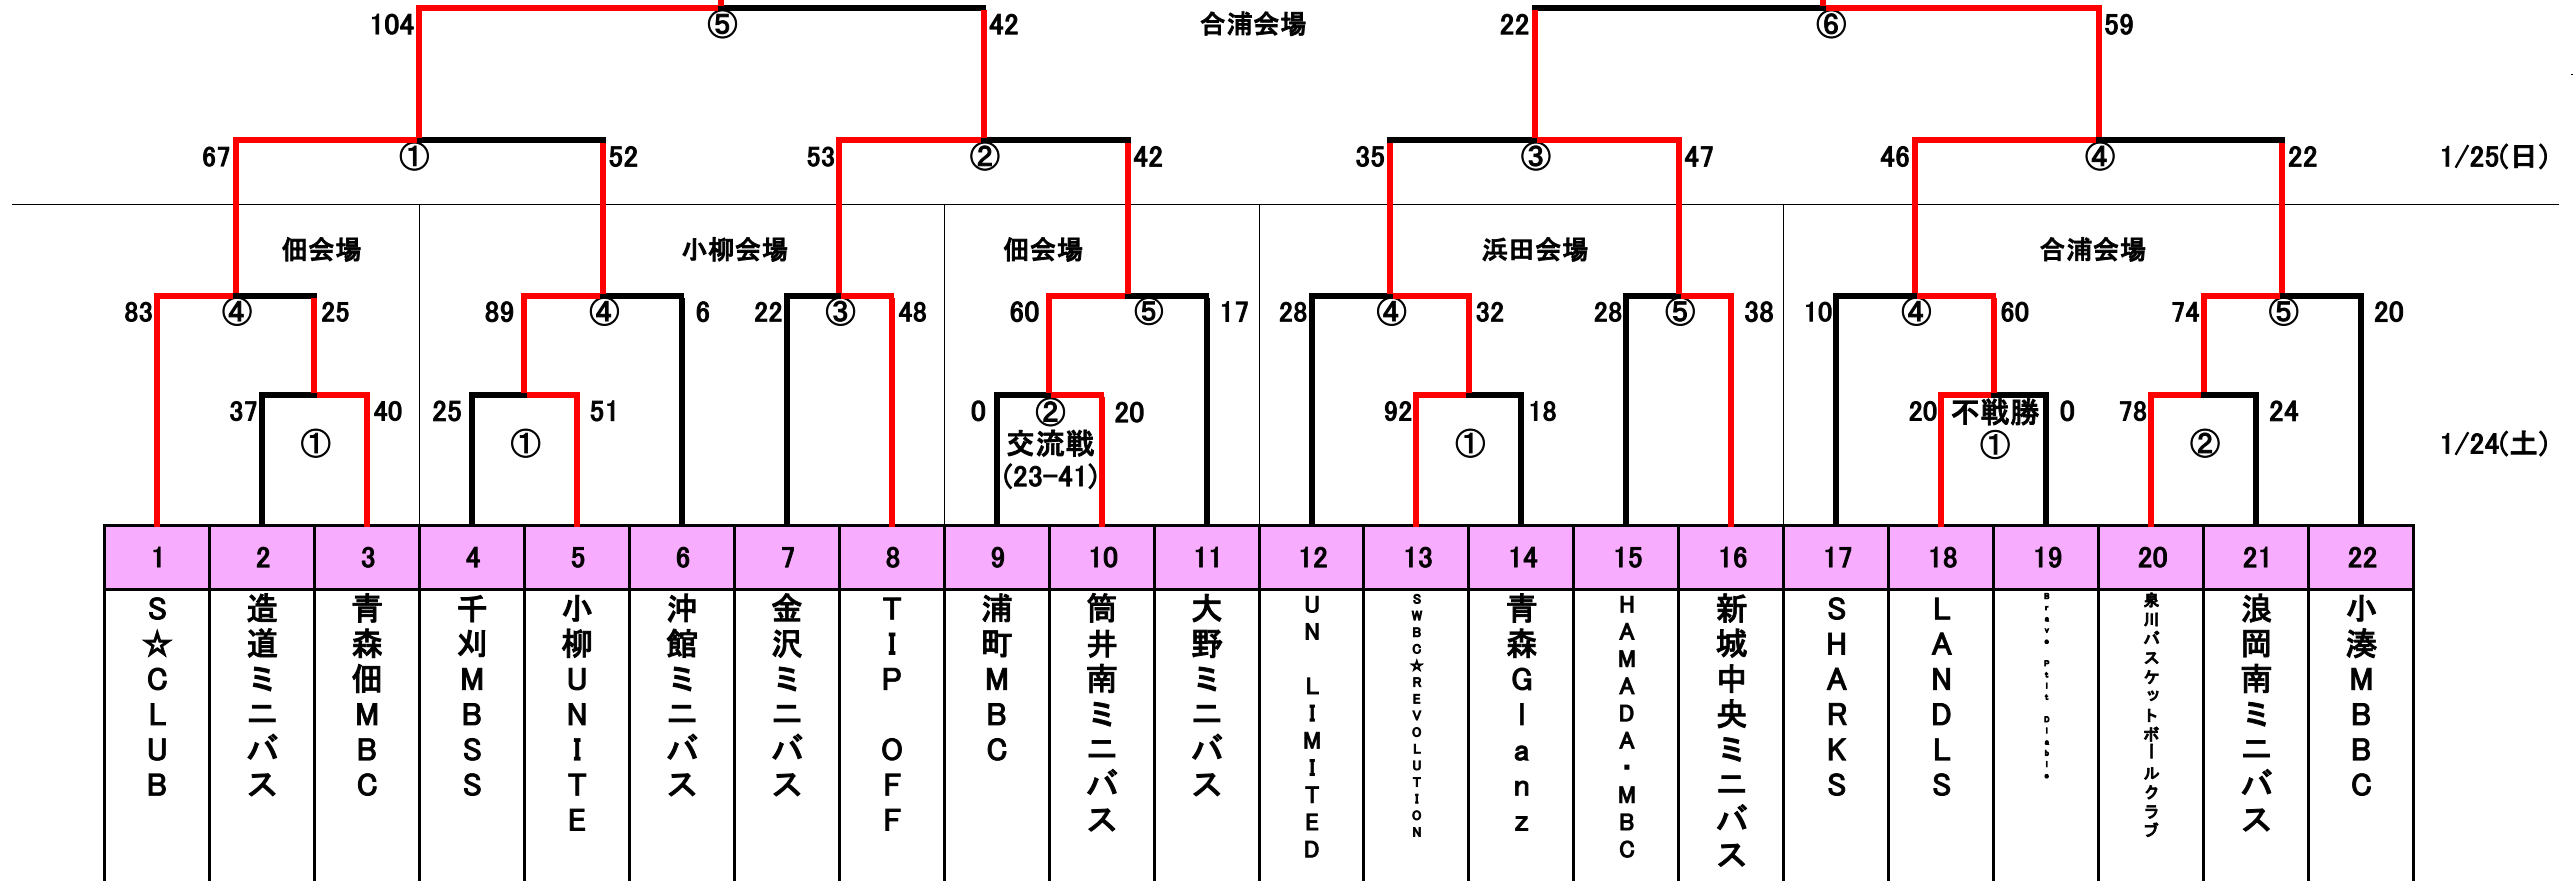 104 ⑤ 42 合浦会場 22 ⑥ 59
67 ① 52 53 ② 42 35 ③ 47 46 ④ 22 1/25(日)
佃会場 小柳会場 佃会場 浜田会場 合浦会場
83 ④ 25 89 ④ 6 22 ③ 48 60 ⑤ 17 28 ④ 32 28 ⑤ 38 10 ④ 60 74 ⑤ 20
37 40 25 51 0 ② 20 92 18 20 不戦勝 0 78 24
① ① 交流戦 ① ① ② 1/24(土)
(23-41)
1 2 3 4 5 6 7 8 9 10 11 12 13 14 15 16 17 18 19 20 21 22
S☆CLUB
造道ミニバス
青森佃MBC
千刈MBSS
小柳UNITE
沖館ミニバス
金沢ミニバス
TIP OFF
浦町MBC
筒井南ミニバス
大野ミニバス
UN LIMITED
SWBC☆REVOLUTION
青森Glanz
HAMADA・MBC
新城中央ミニバス
SHARKS
LANDLS
Brave Ptit Diable
泉川バスケットボールクラブ
浪岡南ミニバス
小湊MBBC